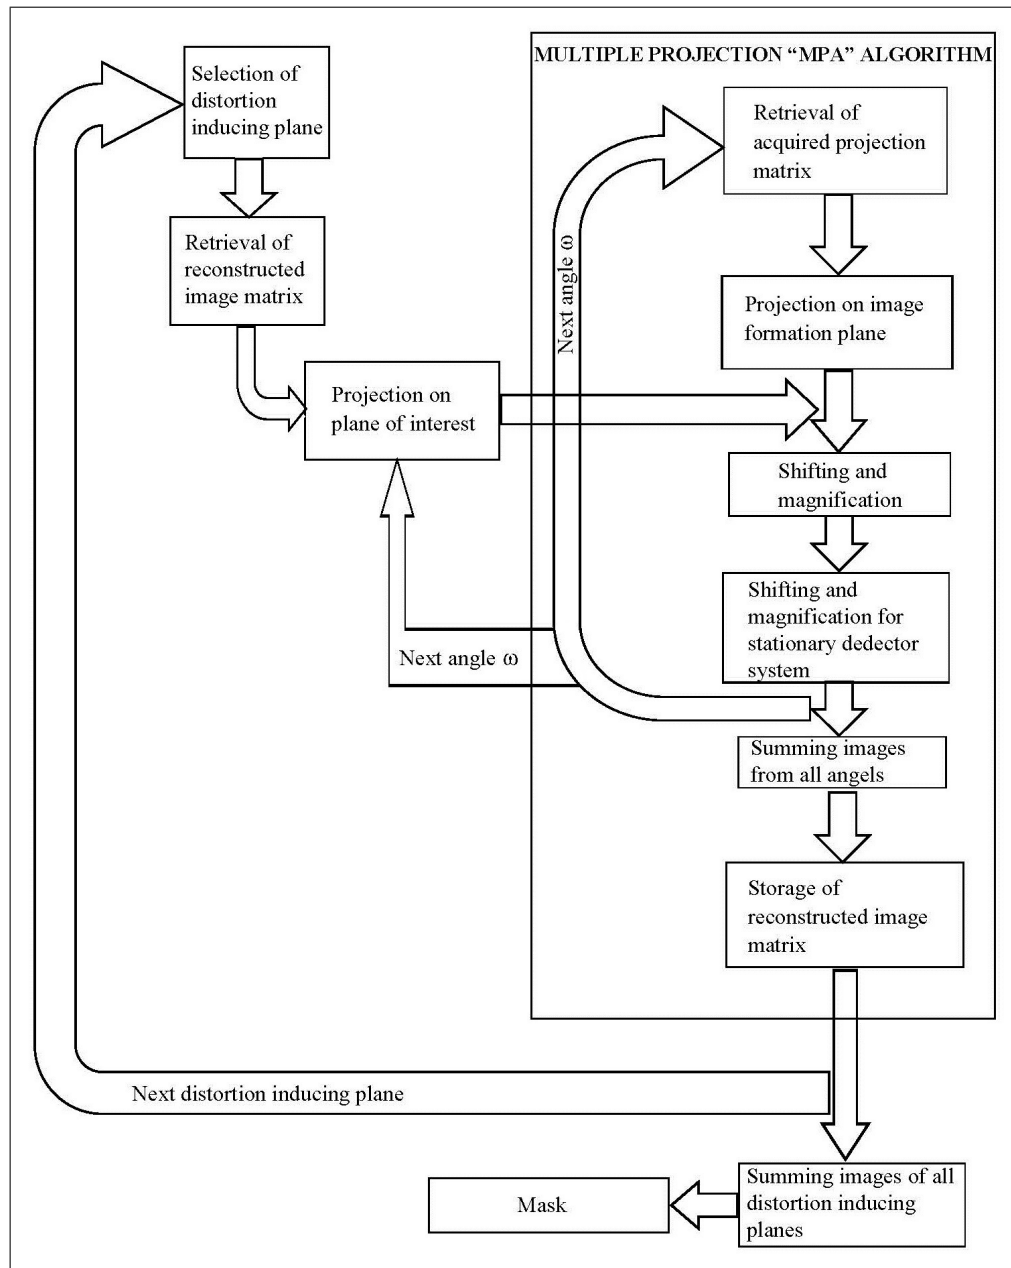 MULTIPLE PROJECTION “MPA” ALGORITHM
Selection of
distortion
inducing plane
Retrieval of
reconstructed
image matrix
Projection on
plane of interest
Next angle ω
Next angle ω
Retrieval of
acquired projection
matrix
Projection on image
formation plane
Shifting and
magnification
Shifting and
magnification for
stationary dedector
system
Summing images
from all angels
Storage of
reconstructed image
matrix
Next distortion inducing plane
Summing images of all
distortion inducing
planes
Mask